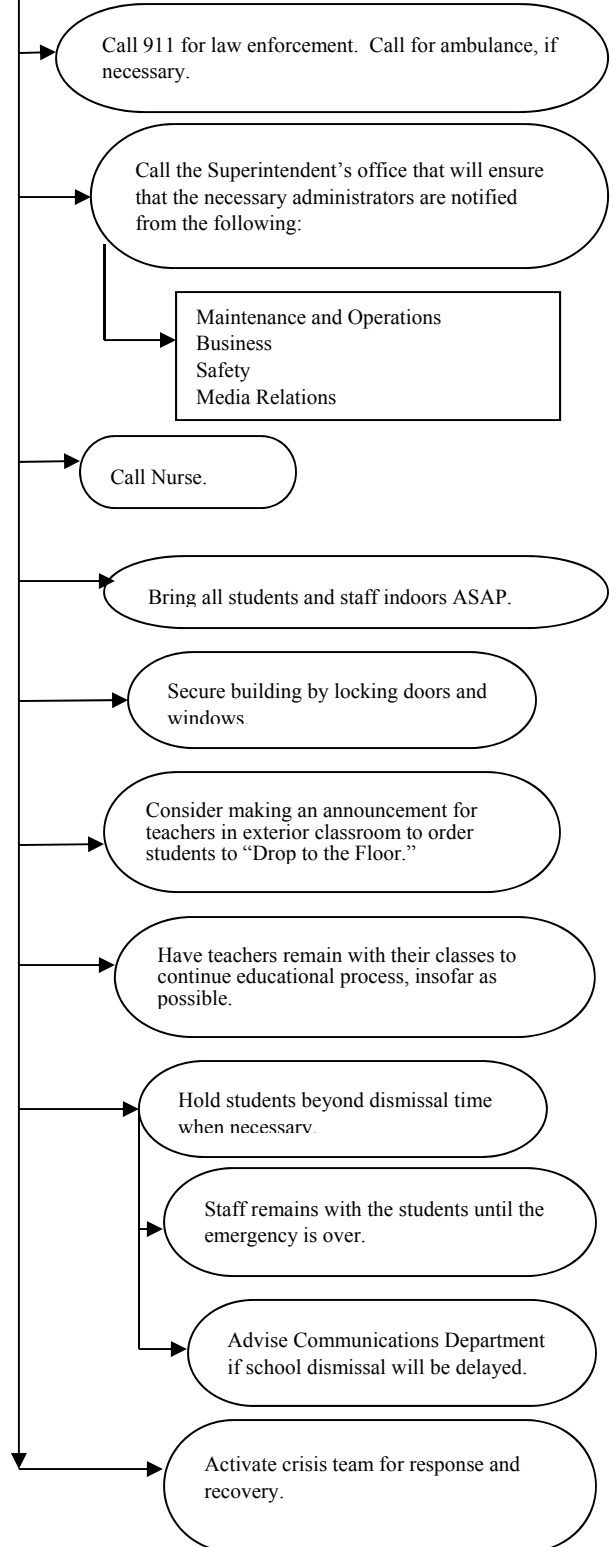 Call 911 for law enforcement.  Call for ambulance, if
necessary.
Call the Superintendent’s office that will ensure
that the necessary administrators are notified
from the following:
Maintenance and Operations
Business
Safety
Media Relations
Call Nurse.
Bring all students and staff indoors ASAP.
Secure building by locking doors and
windows.
Consider making an announcement for
teachers in exterior classroom to order
students to “Drop to the Floor.”
Have teachers remain with their classes to
continue educational process, insofar as
possible.
Hold students beyond dismissal time
when necessary.
Staff remains with the students until the
emergency is over.
Advise Communications Department
if school dismissal will be delayed.
Activate crisis team for response and
recovery.